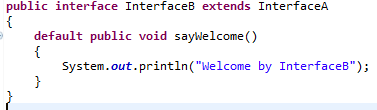 public interface InterfaceB extends InterfaceA
{
    default public void sayWelcome()
    {
        System.out.println("Welcome by InterfaceB");
    }
}